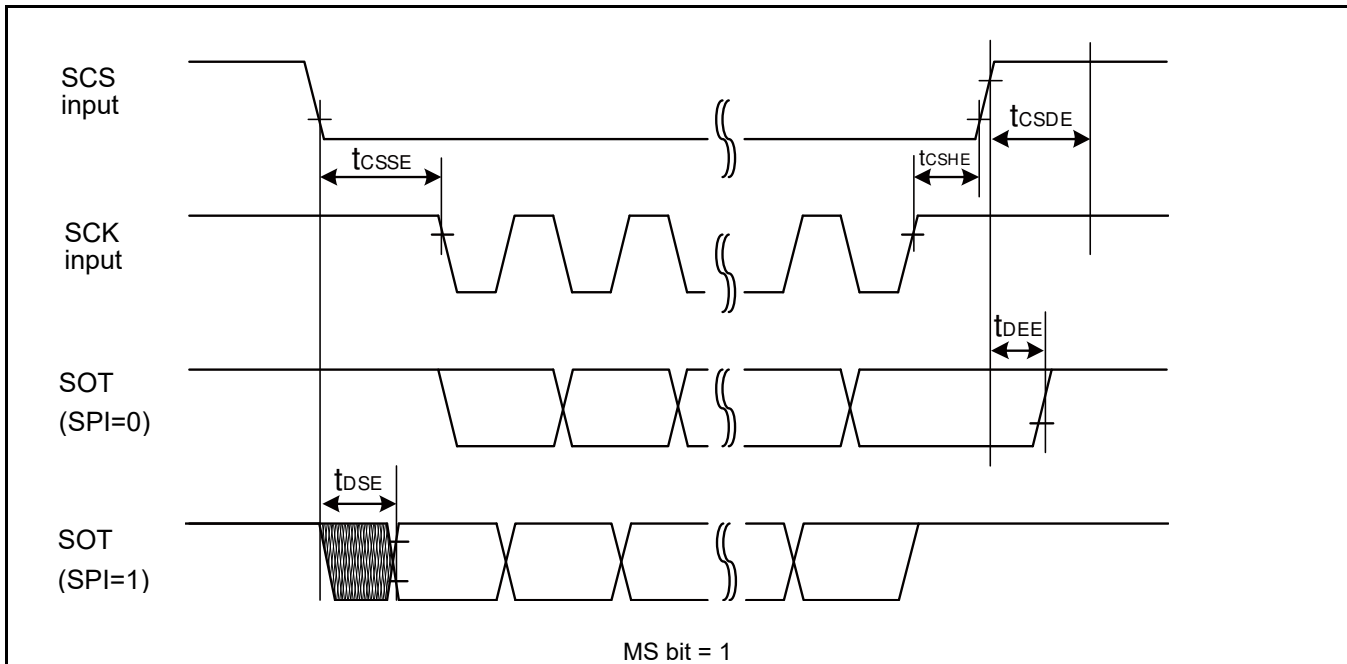 SCS
input
tCSDE
tCSSE
tCSHE
SCK
input
tDEE
SOT
(SPI=0)
tDSE
SOT
(SPI=1)
MS bit = 1